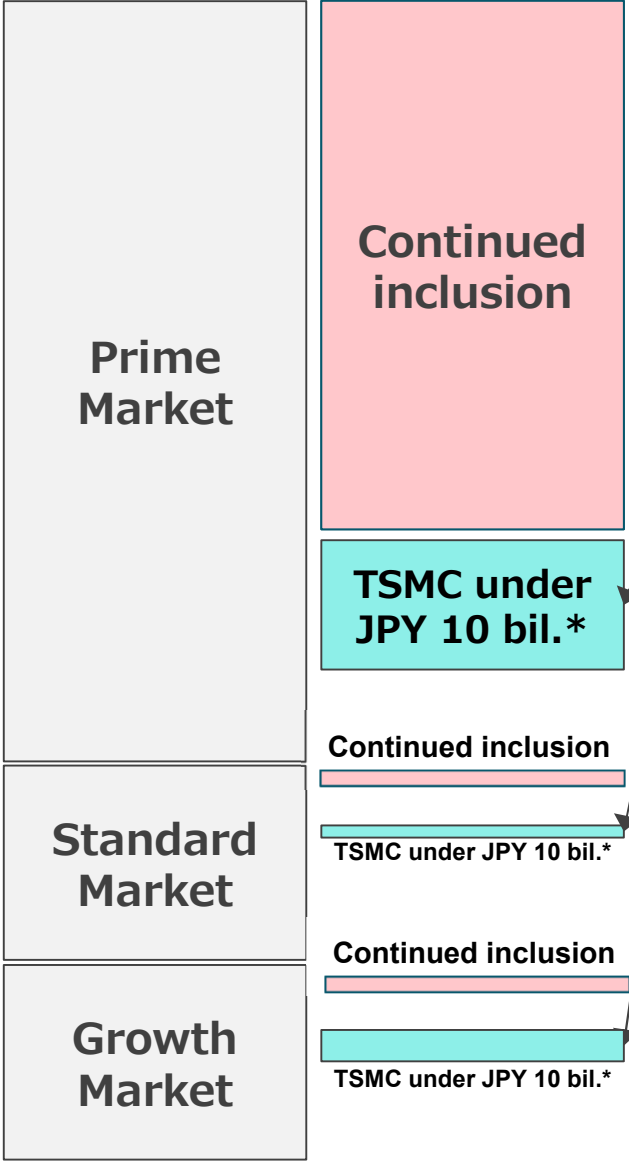 Prime
Market
Continued
inclusion
TSMC under
JPY 10 bil.*
Standard
Market
Continued inclusion
TSMC under JPY 10 bil.*
Growth
Market
Continued inclusion
TSMC under JPY 10 bil.*